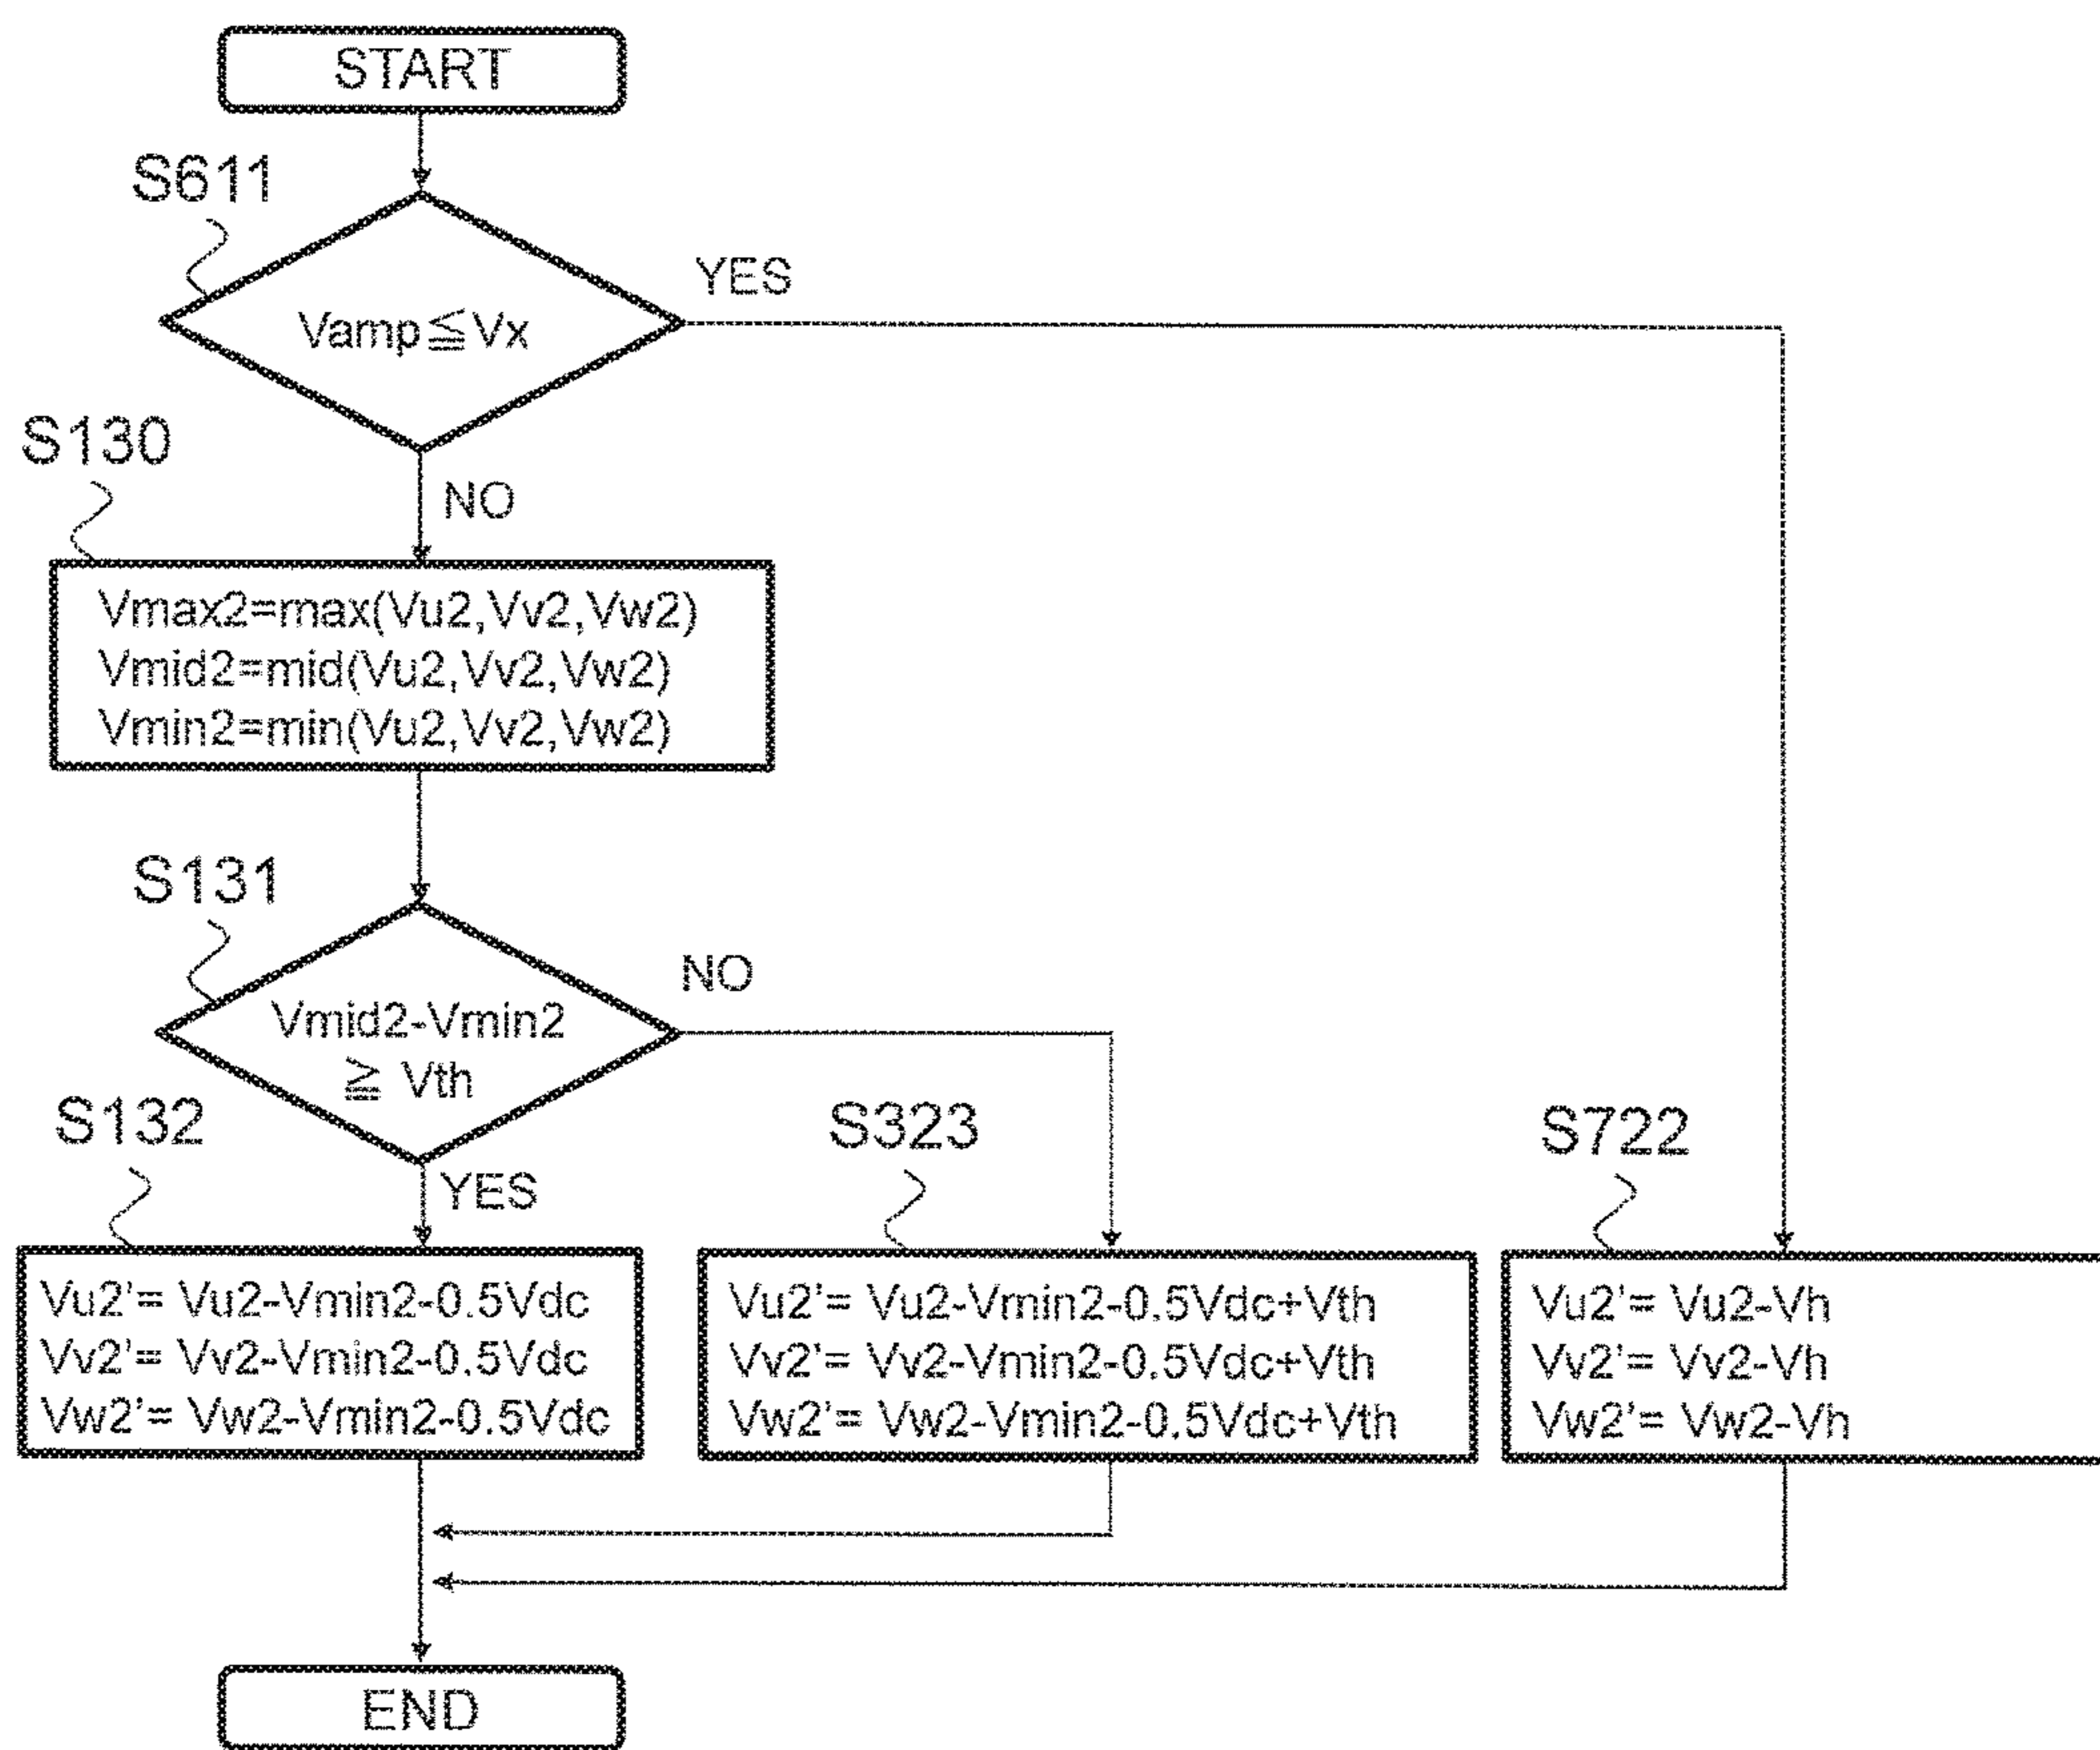 START
S611
Vamp≦Vx
YES
NO
S130
Vmax2=max(Vu2,Vv2,Vw2)
Vmid2=mid(Vu2,Vv2,Vw2)
Vmin2=min(Vu2,Vv2,Vw2)
S131
Vmid2-Vmin2
≧ Vth
NO
YES
S132
Vu2'= Vu2-Vmin2-0.5Vdc
Vv2'= Vv2-Vmin2-0.5Vdc
Vw2'= Vw2-Vmin2-0.5Vdc
S323
Vu2'= Vu2-Vmin2-0.5Vdc+Vth
Vv2'= Vv2-Vmin2-0.5Vdc+Vth
Vw2'= Vw2-Vmin2-0.5Vdc+Vth
S722
Vu2'= Vu2-Vh
Vv2'= Vv2-Vh
Vw2'= Vw2-Vh
END